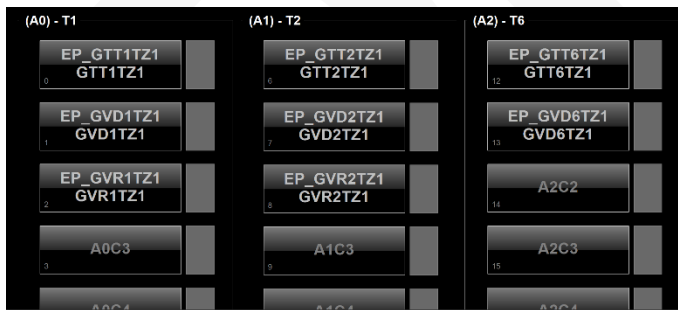 (A0) - T1
EP_GTT1TZ1
GTT1TZ1
0
EP_GVD1TZ1
GVD1TZ1
1
EP_GVR1TZ1
GVR1TZ1
2
A0C3
3
(A1) - T2
EP_GTT2TZ1
GTT2TZ1
6
EP_GVD2TZ1
GVD2TZ1
7
EP_GVR2TZ1
GVR2TZ1
8
A1C3
9
(A2) - T6
EP_GTT6TZ1
GTT6TZ1
12
EP_GVD6TZ1
GVD6TZ1
13
A2C2
14
A2C3
15